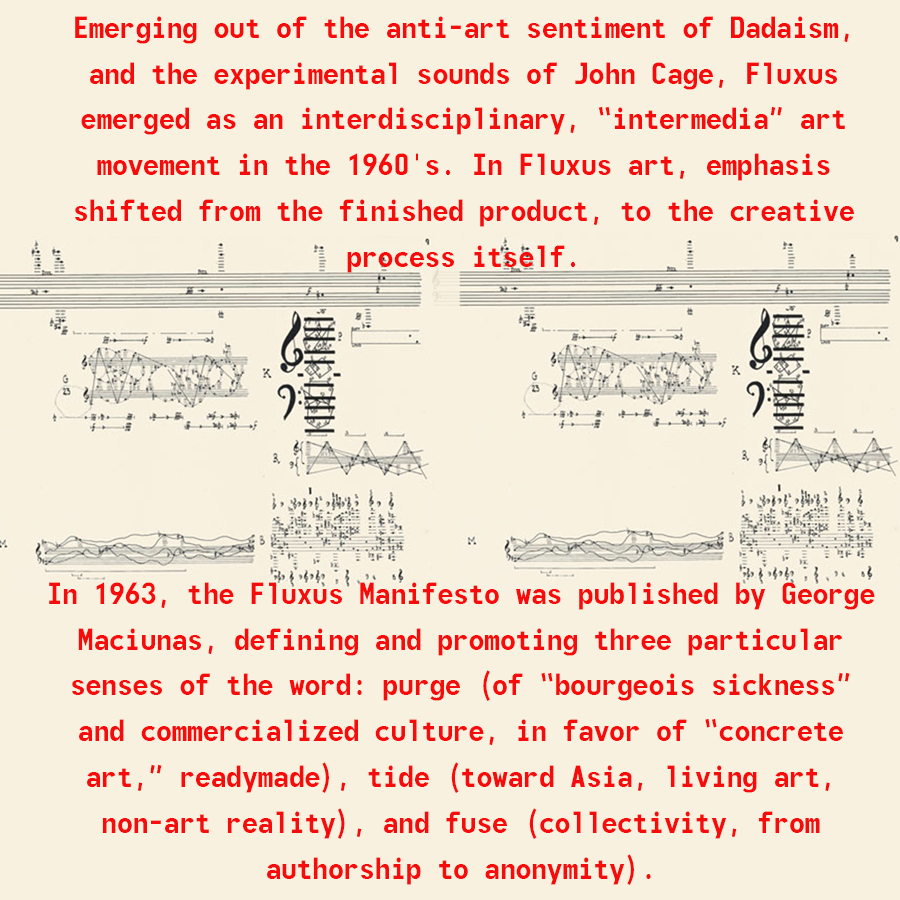 Emerging out of the anti-art sentiment of Dadaism,
and the experimental sounds of John Cage, Fluxus
emerged as an interdisciplinary, “intermedia” art
movement in the 1960's. In Fluxus art, emphasis
shifted from the finished product, to the creative
process itself.
In 1963, the Fluxus Manifesto was published by George
Maciunas, defining and promoting three particular
senses of the word: purge (of “bourgeois sickness”
and commercialized culture, in favor of “concrete
art,” readymade), tide (toward Asia, living art,
non-art reality), and fuse (collectivity, from
authorship to anonymity).